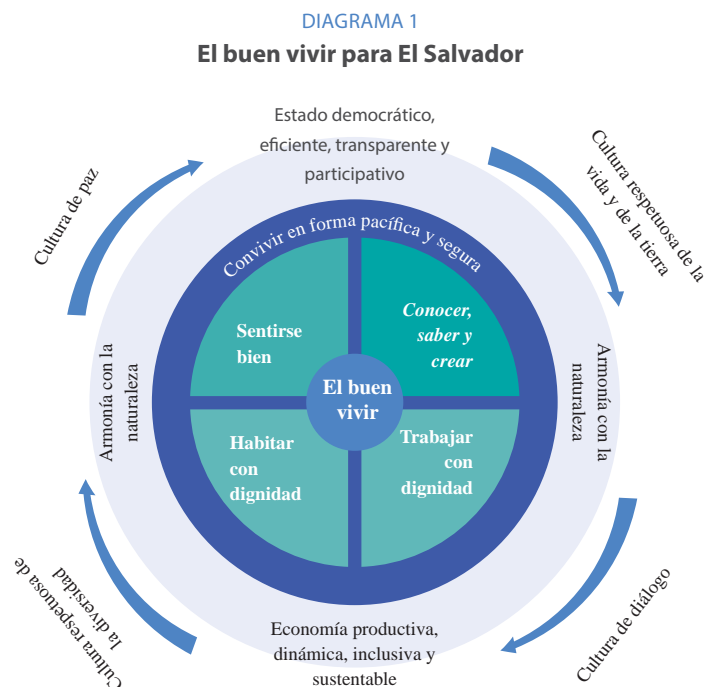 DIAGRAMA 1
El buen vivir para El Salvador
Estado democrático,
eficiente, transparente y
participativo
Cultura de paz
Cultura respetuosa de la
vida y de la tierra
Convivir en forma pacífica y segura
Sentirse
bien
Conocer,
saber y
crear
El buen
vivir
Armonía con la
naturaleza
Armonía con la
naturaleza
Habitar
con
dignidad
Trabajar
con
dignidad
Cultura respetuosa de
la diversidad
Cultura de diálogo
Economía productiva,
dinámica, inclusiva y
sustentable